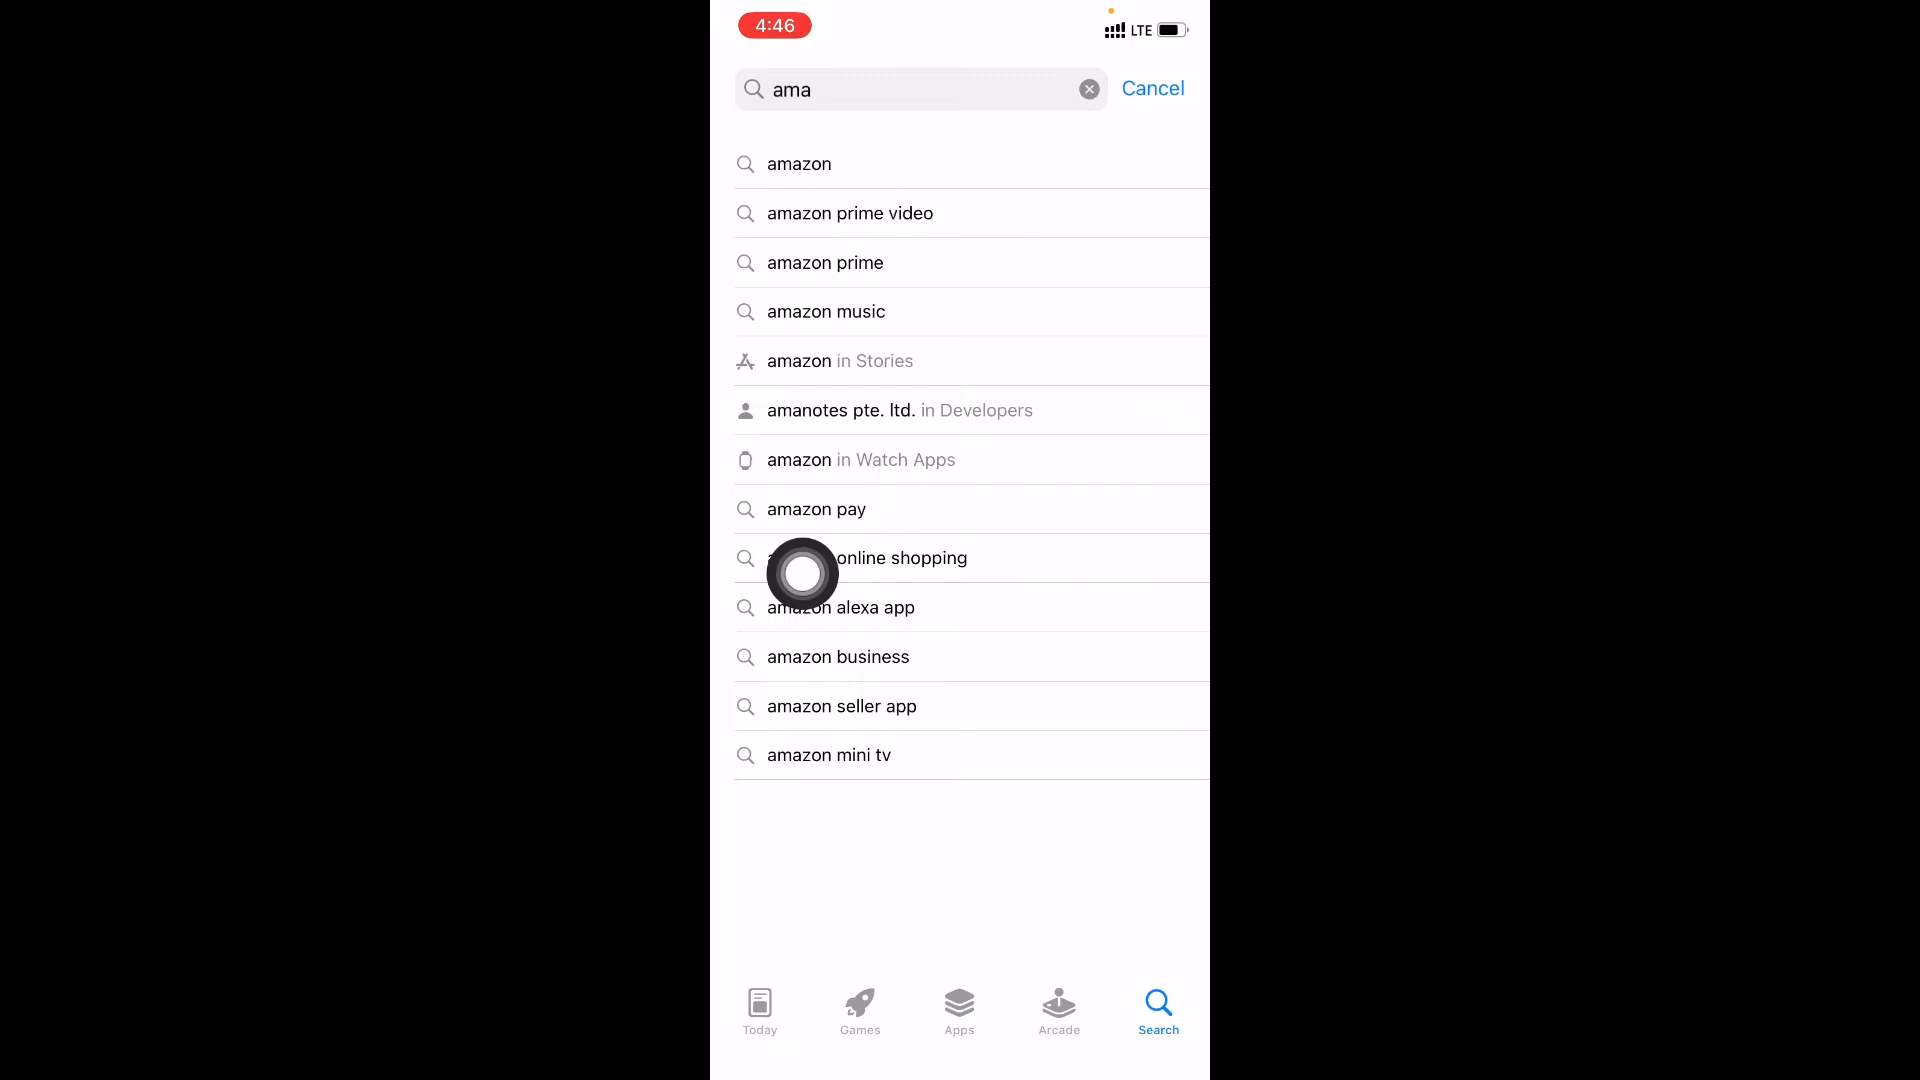 4:46
LTE
ama
Cancel
amazon
amazon prime video
amazon prime
amazon music
amazon in Stories
amanotes pte. ltd. in Developers
amazon in Watch Apps
amazon pay
online shopping
amazon alexa app
amazon business
amazon seller app
amazon mini tv
Today
Games
Apps
Arcade
Search